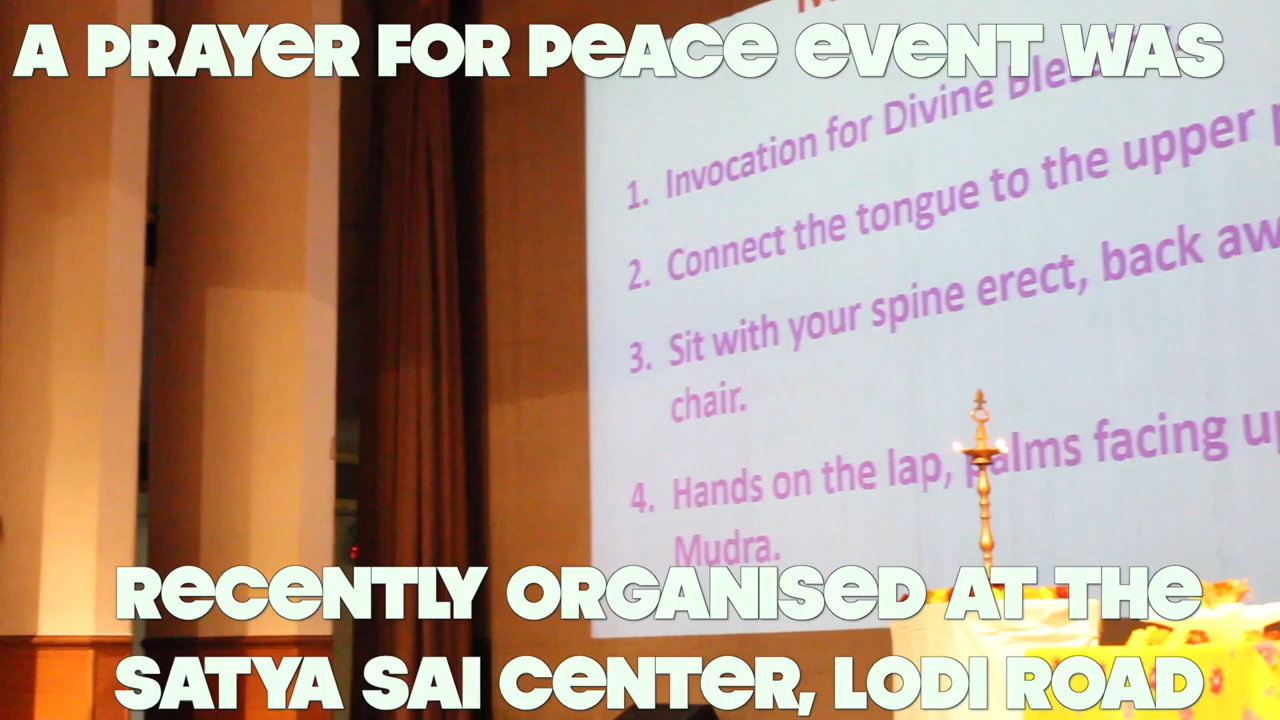 A PRAYER FOR PEACE EVENT WAS
1. Invocation for Divine
2. Connect the tongue to the upper
3. Sit with your spine erect, back
chair.
4. Hands on the lap, palms facing
Mudra.
RECENTLY ORGANISED AT THE
SATYA SAI CENTER, LODI ROAD